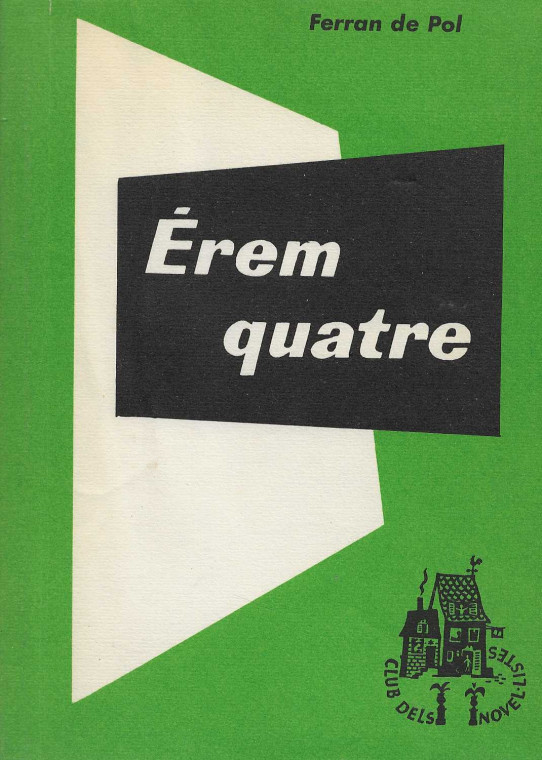 Ferran de Pol
Érem
quatre
CLUB DELS NOVEL·LISTES